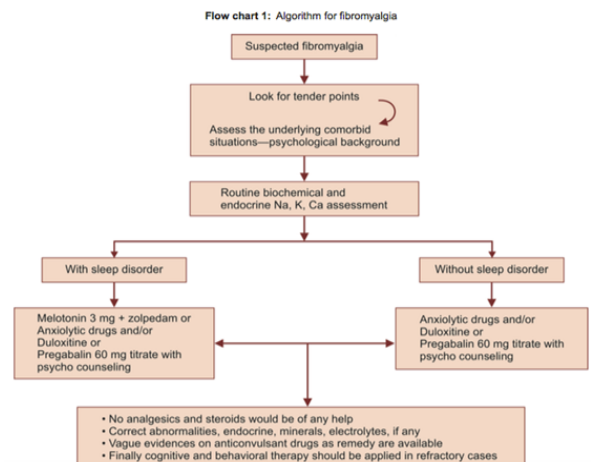 Flow chart 1: Algorithm for fibromyalgia
Suspected fibromyalgia
Look for tender points
Assess the underlying comorbid
situations—psychological background
Routine biochemical and
endocrine Na, K, Ca assessment
With sleep disorder
Without sleep disorder
Melotonin 3 mg + zolpedam or
Anxiolytic drugs and/or
Duloxitine or
Pregabalin 60 mg titrate with
psycho counseling
Anxiolytic drugs and/or
Duloxitine or
Pregabalin 60 mg titrate with
psycho counseling
• No analgesics and steroids would be of any help
• Correct abnormalities, endocrine, minerals, electrolytes, if any
• Vague evidences on anticonvulsant drugs as remedy are available
• Finally cognitive and behavioral therapy should be applied in refractory cases